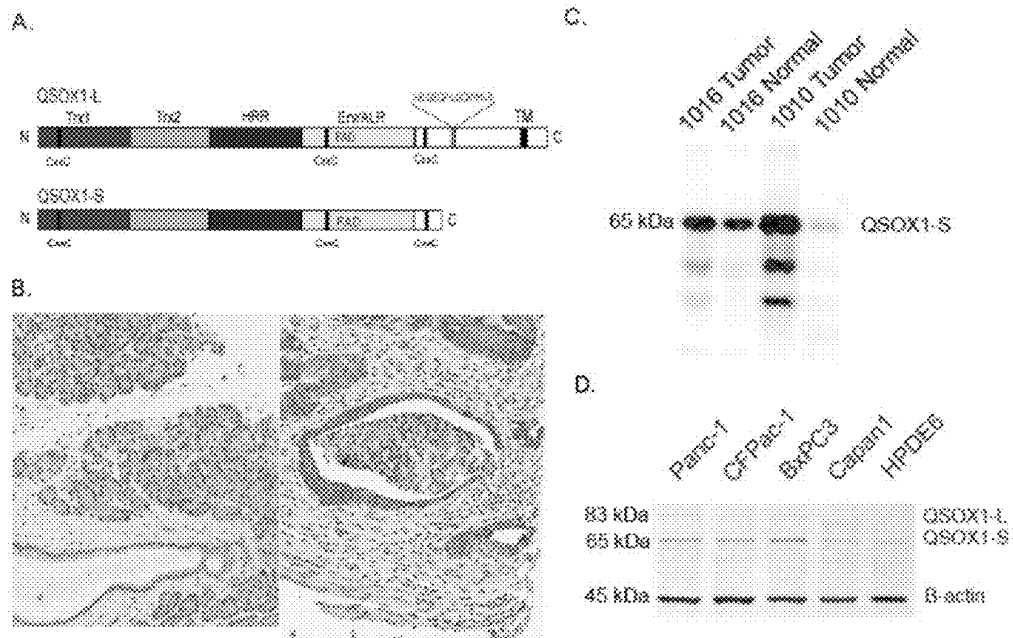 A.
QSOX1-L
Trx1 Trx2 HRR Erv/ALR TM
N FAD C
CxxC CxxC CxxC
QSOX1-S
N FAD C
CxxC CxxC CxxC
B.
C.
1016 Tumor
1016 Normal
1010 Tumor
1010 Normal
65 kDa QSOX1-S
D.
Panc-1
CFPac-1
BxPC3
Capan1
HPDE6
83 kDa QSOX1-L
65 kDa QSOX1-S
45 kDa B-actin